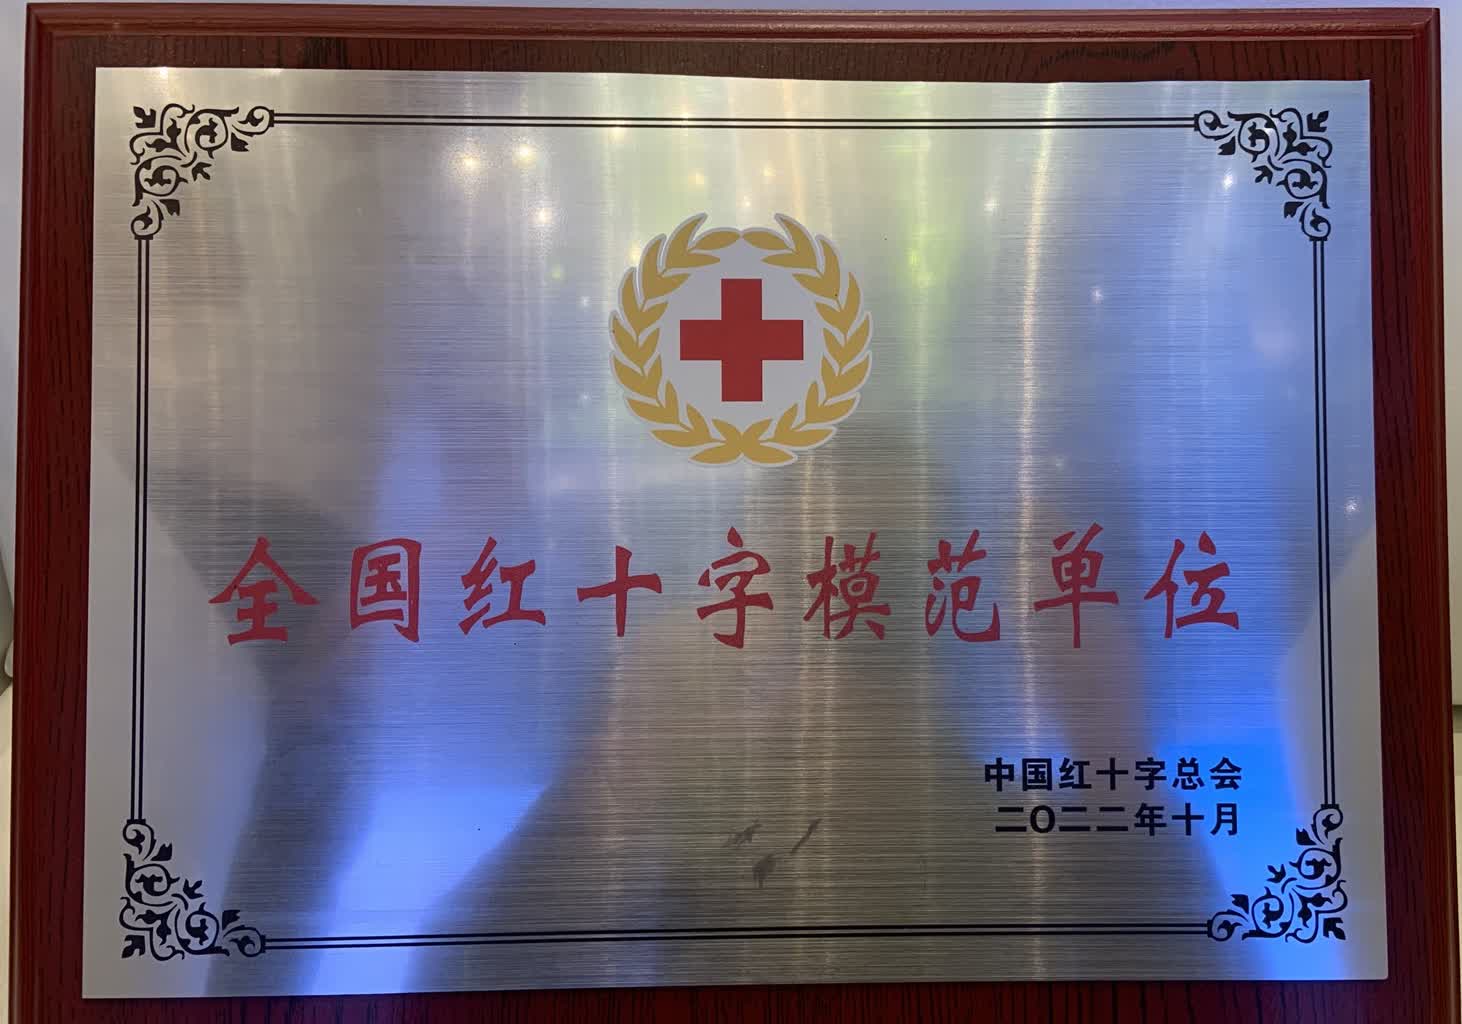 全国红十字模范单位
中国红十字总会
二〇二二年十月